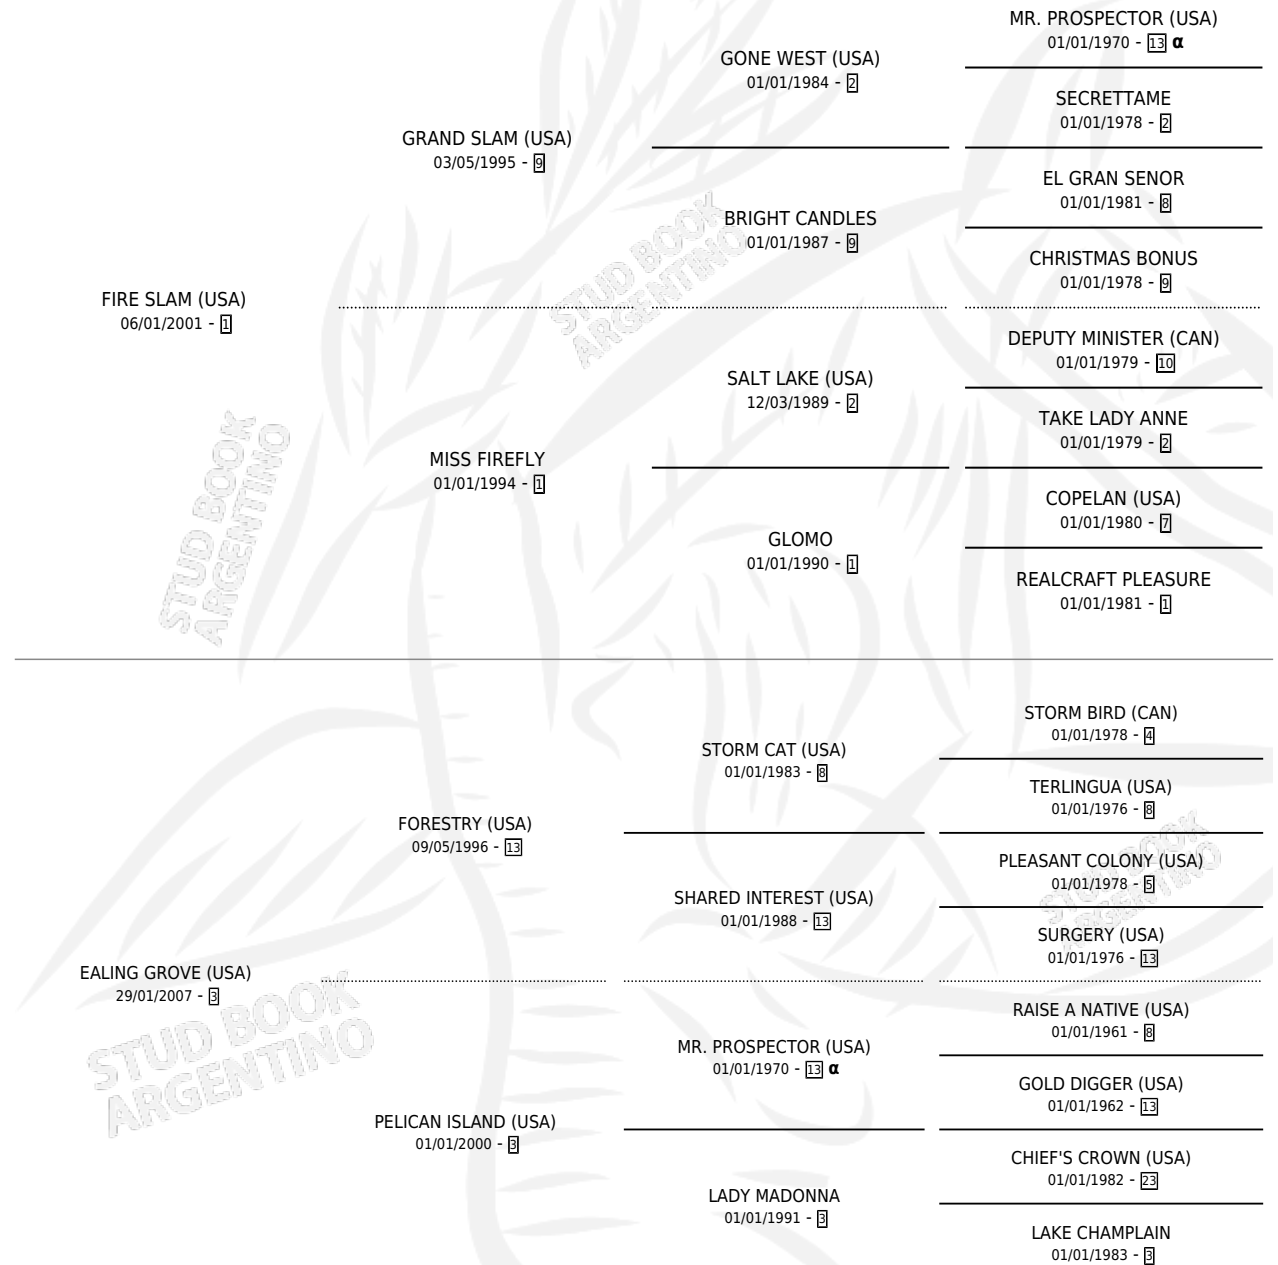 MR. PROSPECTOR (USA)
01/01/1970 - 13 α
GONE WEST (USA)
01/01/1984 - 2
SECRETTAME
01/01/1978 - 2
GRAND SLAM (USA)
03/05/1995 - 9
EL GRAN SENOR
01/01/1981 - 8
BRIGHT CANDLES
01/01/1987 - 9
CHRISTMAS BONUS
01/01/1978 - 9
STUD BOOK
ARGENTINO
FIRE SLAM (USA)
06/01/2001 - 1
DEPUTY MINISTER (CAN)
01/01/1979 - 10
SALT LAKE (USA)
12/03/1989 - 2
TAKE LADY ANNE
01/01/1979 - 2
MISS FIREFLY
01/01/1994 - 1
COPELAN (USA)
01/01/1980 - 7
GLOMO
01/01/1990 - 1
REALCRAFT PLEASURE
01/01/1981 - 1
STUD BOOK
ARGENTINO
STORM BIRD (CAN)
01/01/1978 - 4
STORM CAT (USA)
01/01/1983 - 8
TERLINGUA (USA)
01/01/1976 - 8
FORESTRY (USA)
09/05/1996 - 13
PLEASANT COLONY (USA)
01/01/1978 - 5
SHARED INTEREST (USA)
01/01/1988 - 13
SURGERY (USA)
01/01/1976 - 13
STUD BOOK
ARGENTINO
EALING GROVE (USA)
29/01/2007 - 3
RAISE A NATIVE (USA)
01/01/1961 - 8
MR. PROSPECTOR (USA)
01/01/1970 - 13 α
GOLD DIGGER (USA)
01/01/1962 - 13
STUD BOOK
ARGENTINO
PELICAN ISLAND (USA)
01/01/2000 - 3
CHIEF'S CROWN (USA)
01/01/1982 - 23
LADY MADONNA
01/01/1991 - 3
LAKE CHAMPLAIN
01/01/1983 - 3